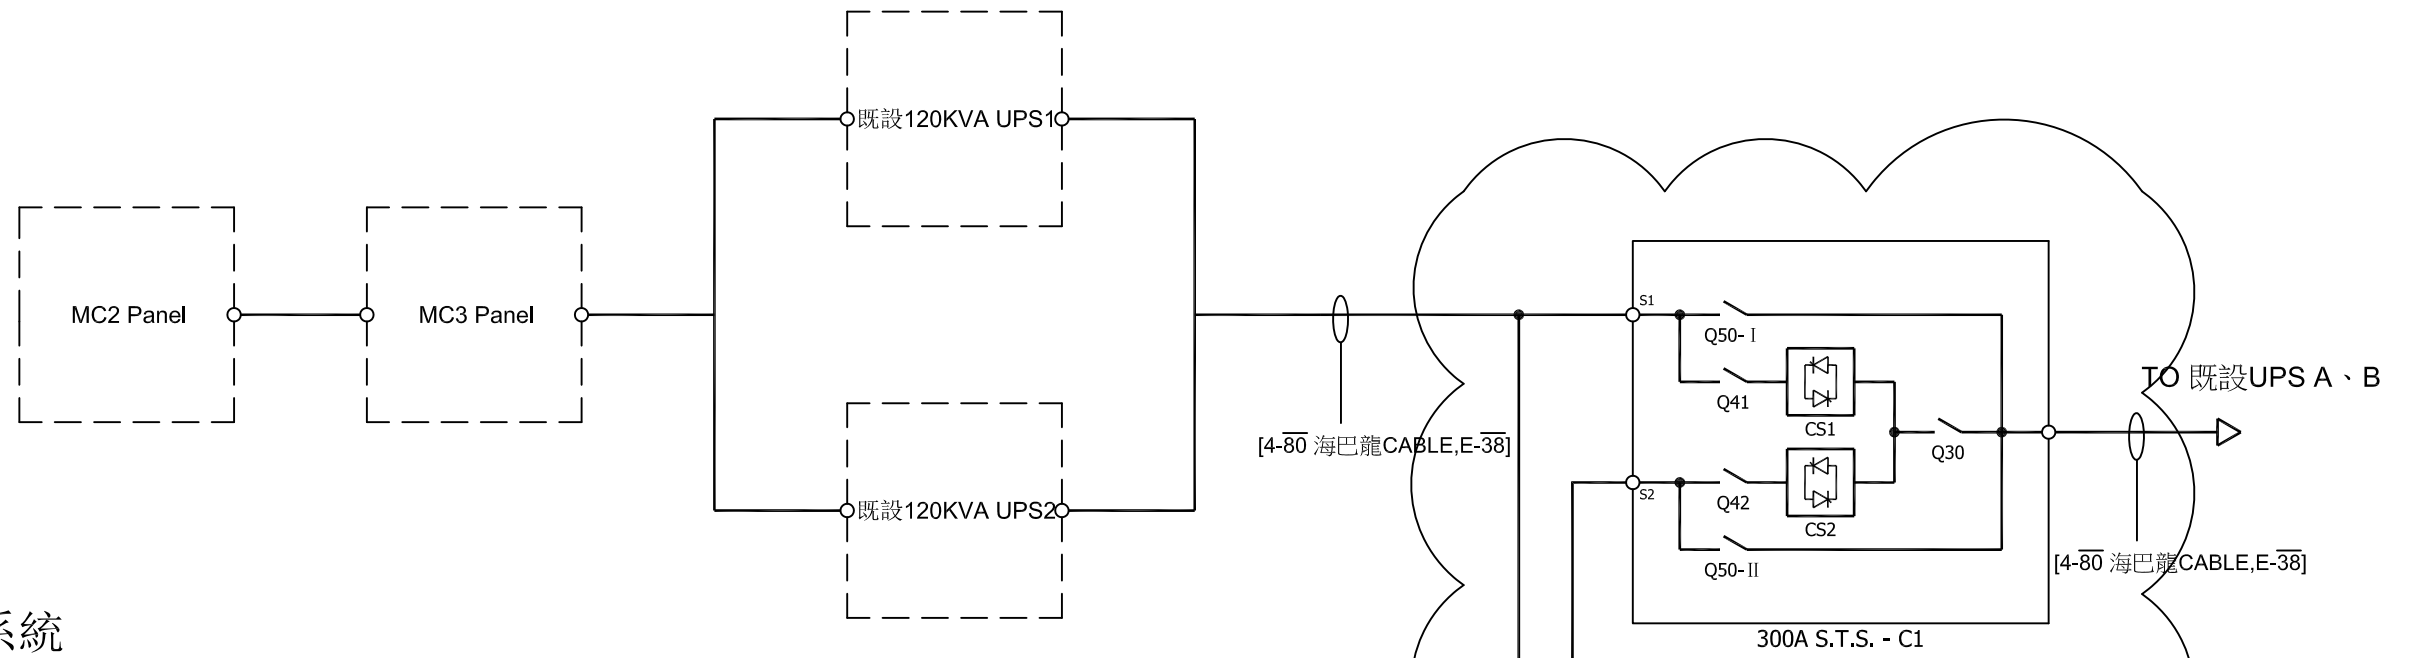 既設120KVA UPS1
MC2 Panel
MC3 Panel
S1
Q50-Ⅰ
TO 既設UPS A、B
Q41
CS1
[4-80 海巴龍CABLE,E-38]
Q30
S2
Q42
既設120KVA UPS2
CS2
Q50-Ⅱ
[4-80 海巴龍CABLE,E-38]
系統
300A S.T.S. - C1